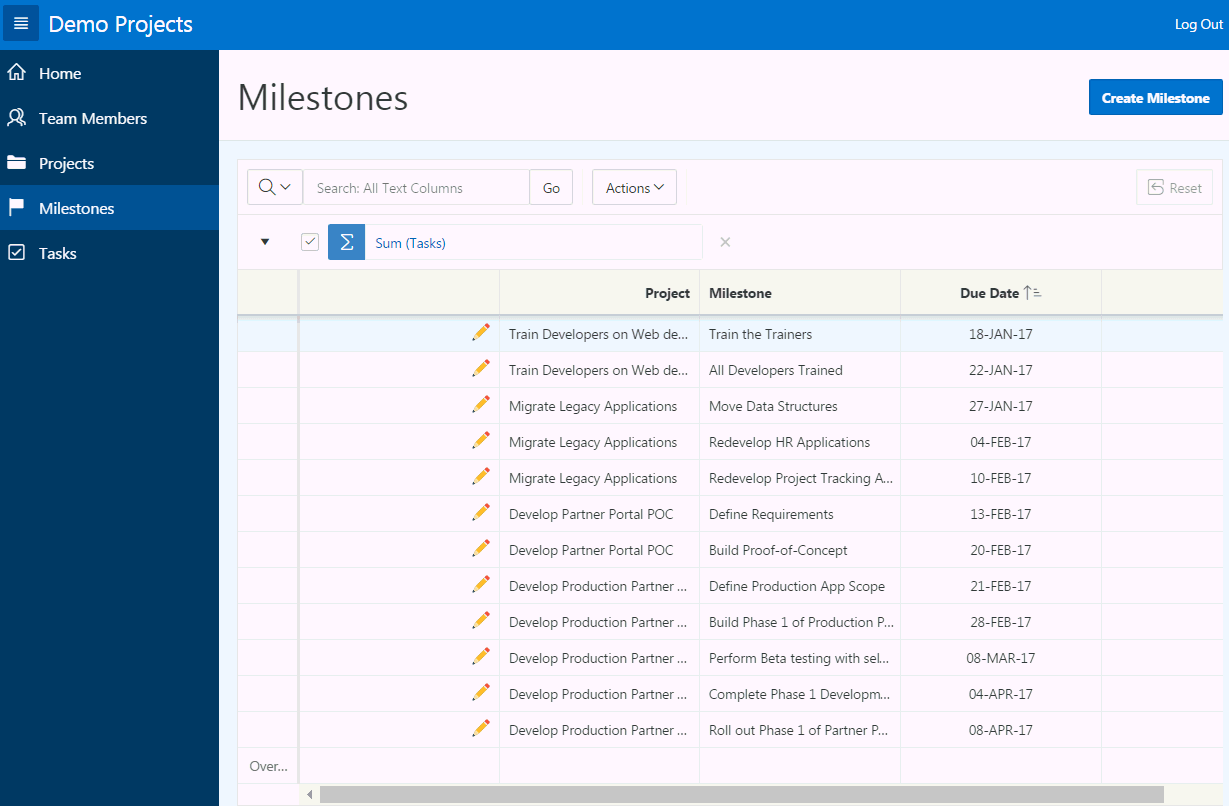 Demo Projects
Log Out
Home
Team Members
Projects
Milestones
Tasks
Milestones
Create Milestone
Search: All Text Columns
Go
Actions
Reset
Sum (Tasks)
Project Milestone Due Date
Train Developers on Web de... Train the Trainers 18-JAN-17
Train Developers on Web de... All Developers Trained 22-JAN-17
Migrate Legacy Applications Move Data Structures 27-JAN-17
Migrate Legacy Applications Redevelop HR Applications 04-FEB-17
Migrate Legacy Applications Redevelop Project Tracking A... 10-FEB-17
Develop Partner Portal POC Define Requirements 13-FEB-17
Develop Partner Portal POC Build Proof-of-Concept 20-FEB-17
Develop Production Partner ... Define Production App Scope 21-FEB-17
Develop Production Partner ... Build Phase 1 of Production P... 28-FEB-17
Develop Production Partner ... Perform Beta testing with sel... 08-MAR-17
Develop Production Partner ... Complete Phase 1 Developm... 04-APR-17
Develop Production Partner ... Roll out Phase 1 of Partner P... 08-APR-17
Over...